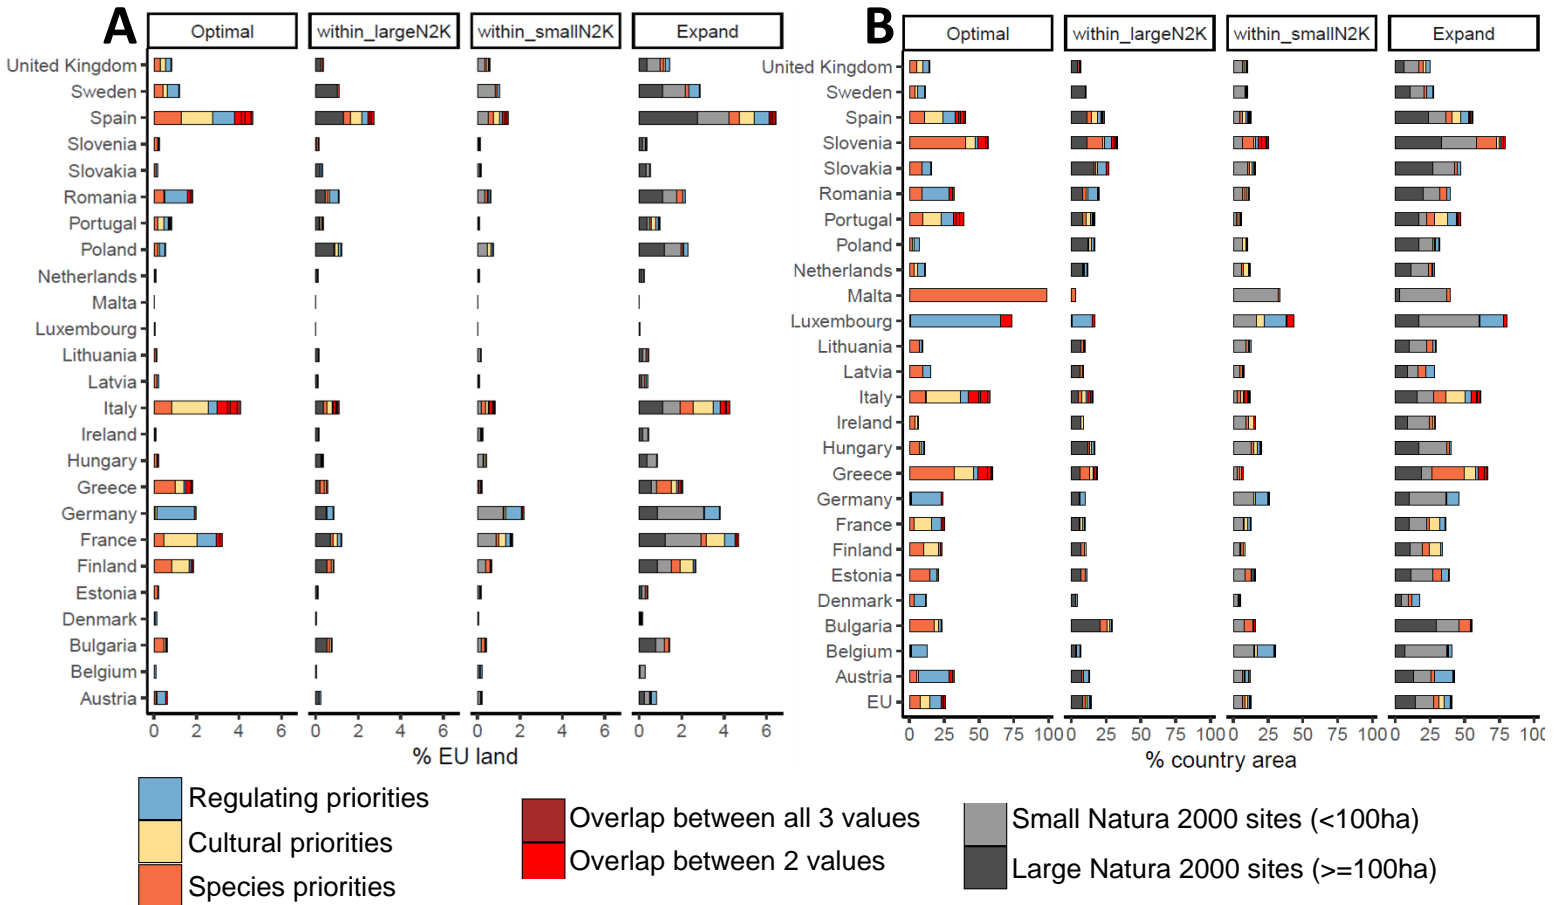 A
Optimal
within_largeN2K
within_smallN2K
Expand
United Kingdom
Sweden
Spain
Slovenia
Slovakia
Romania
Portugal
Poland
Netherlands
Malta
Luxembourg
Lithuania
Latvia
Italy
Ireland
Hungary
Greece
Germany
France
Finland
Estonia
Denmark
Bulgaria
Belgium
Austria
0 2 4 6 0 2 4 6 0 2 4 6 0 2 4 6
% EU land
B
Optimal
within_largeN2K
within_smallN2K
Expand
United Kingdom
Sweden
Spain
Slovenia
Slovakia
Romania
Portugal
Poland
Netherlands
Malta
Luxembourg
Lithuania
Latvia
Italy
Ireland
Hungary
Greece
Germany
France
Finland
Estonia
Denmark
Bulgaria
Belgium
Austria
EU
0 25 50 75 100 0 25 50 75 100 0 25 50 75 100 0 25 50 75 100
% country area
Regulating priorities
Cultural priorities
Species priorities
Overlap between all 3 values
Overlap between 2 values
Small Natura 2000 sites (<100ha)
Large Natura 2000 sites (>=100ha)